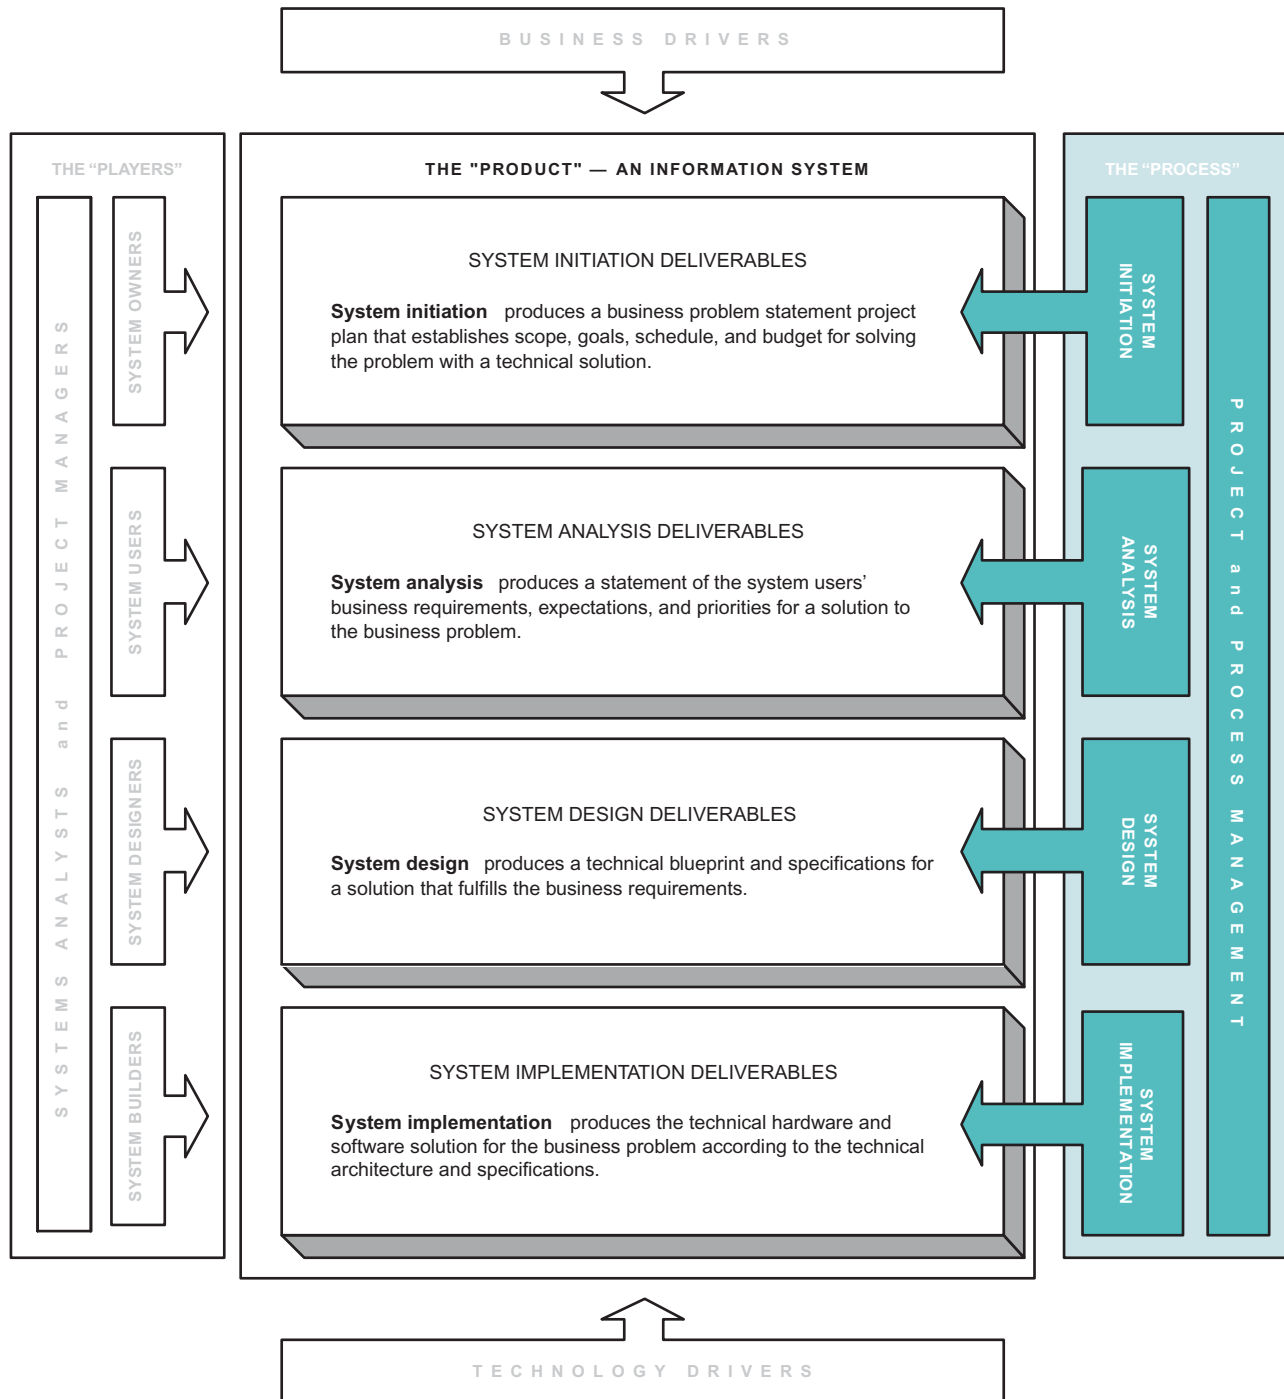 BUSINESS DRIVERS
THE “PLAYERS”
SYSTEMS ANALYSTS and PROJECT MANAGERS
SYSTEM OWNERS
SYSTEM USERS
SYSTEM DESIGNERS
SYSTEM BUILDERS
THE "PRODUCT" — AN INFORMATION SYSTEM
SYSTEM INITIATION DELIVERABLES
System initiation produces a business problem statement project
plan that establishes scope, goals, schedule, and budget for solving
the problem with a technical solution.
SYSTEM ANALYSIS DELIVERABLES
System analysis produces a statement of the system users’
business requirements, expectations, and priorities for a solution to
the business problem.
SYSTEM DESIGN DELIVERABLES
System design produces a technical blueprint and specifications for
a solution that fulfills the business requirements.
SYSTEM IMPLEMENTATION DELIVERABLES
System implementation produces the technical hardware and
software solution for the business problem according to the technical
architecture and specifications.
THE “PROCESS”
SYSTEM
INITIATION
SYSTEM
ANALYSIS
SYSTEM
DESIGN
SYSTEM
IMPLEMENTATION
PROJECT and PROCESS MANAGEMENT
TECHNOLOGY DRIVERS